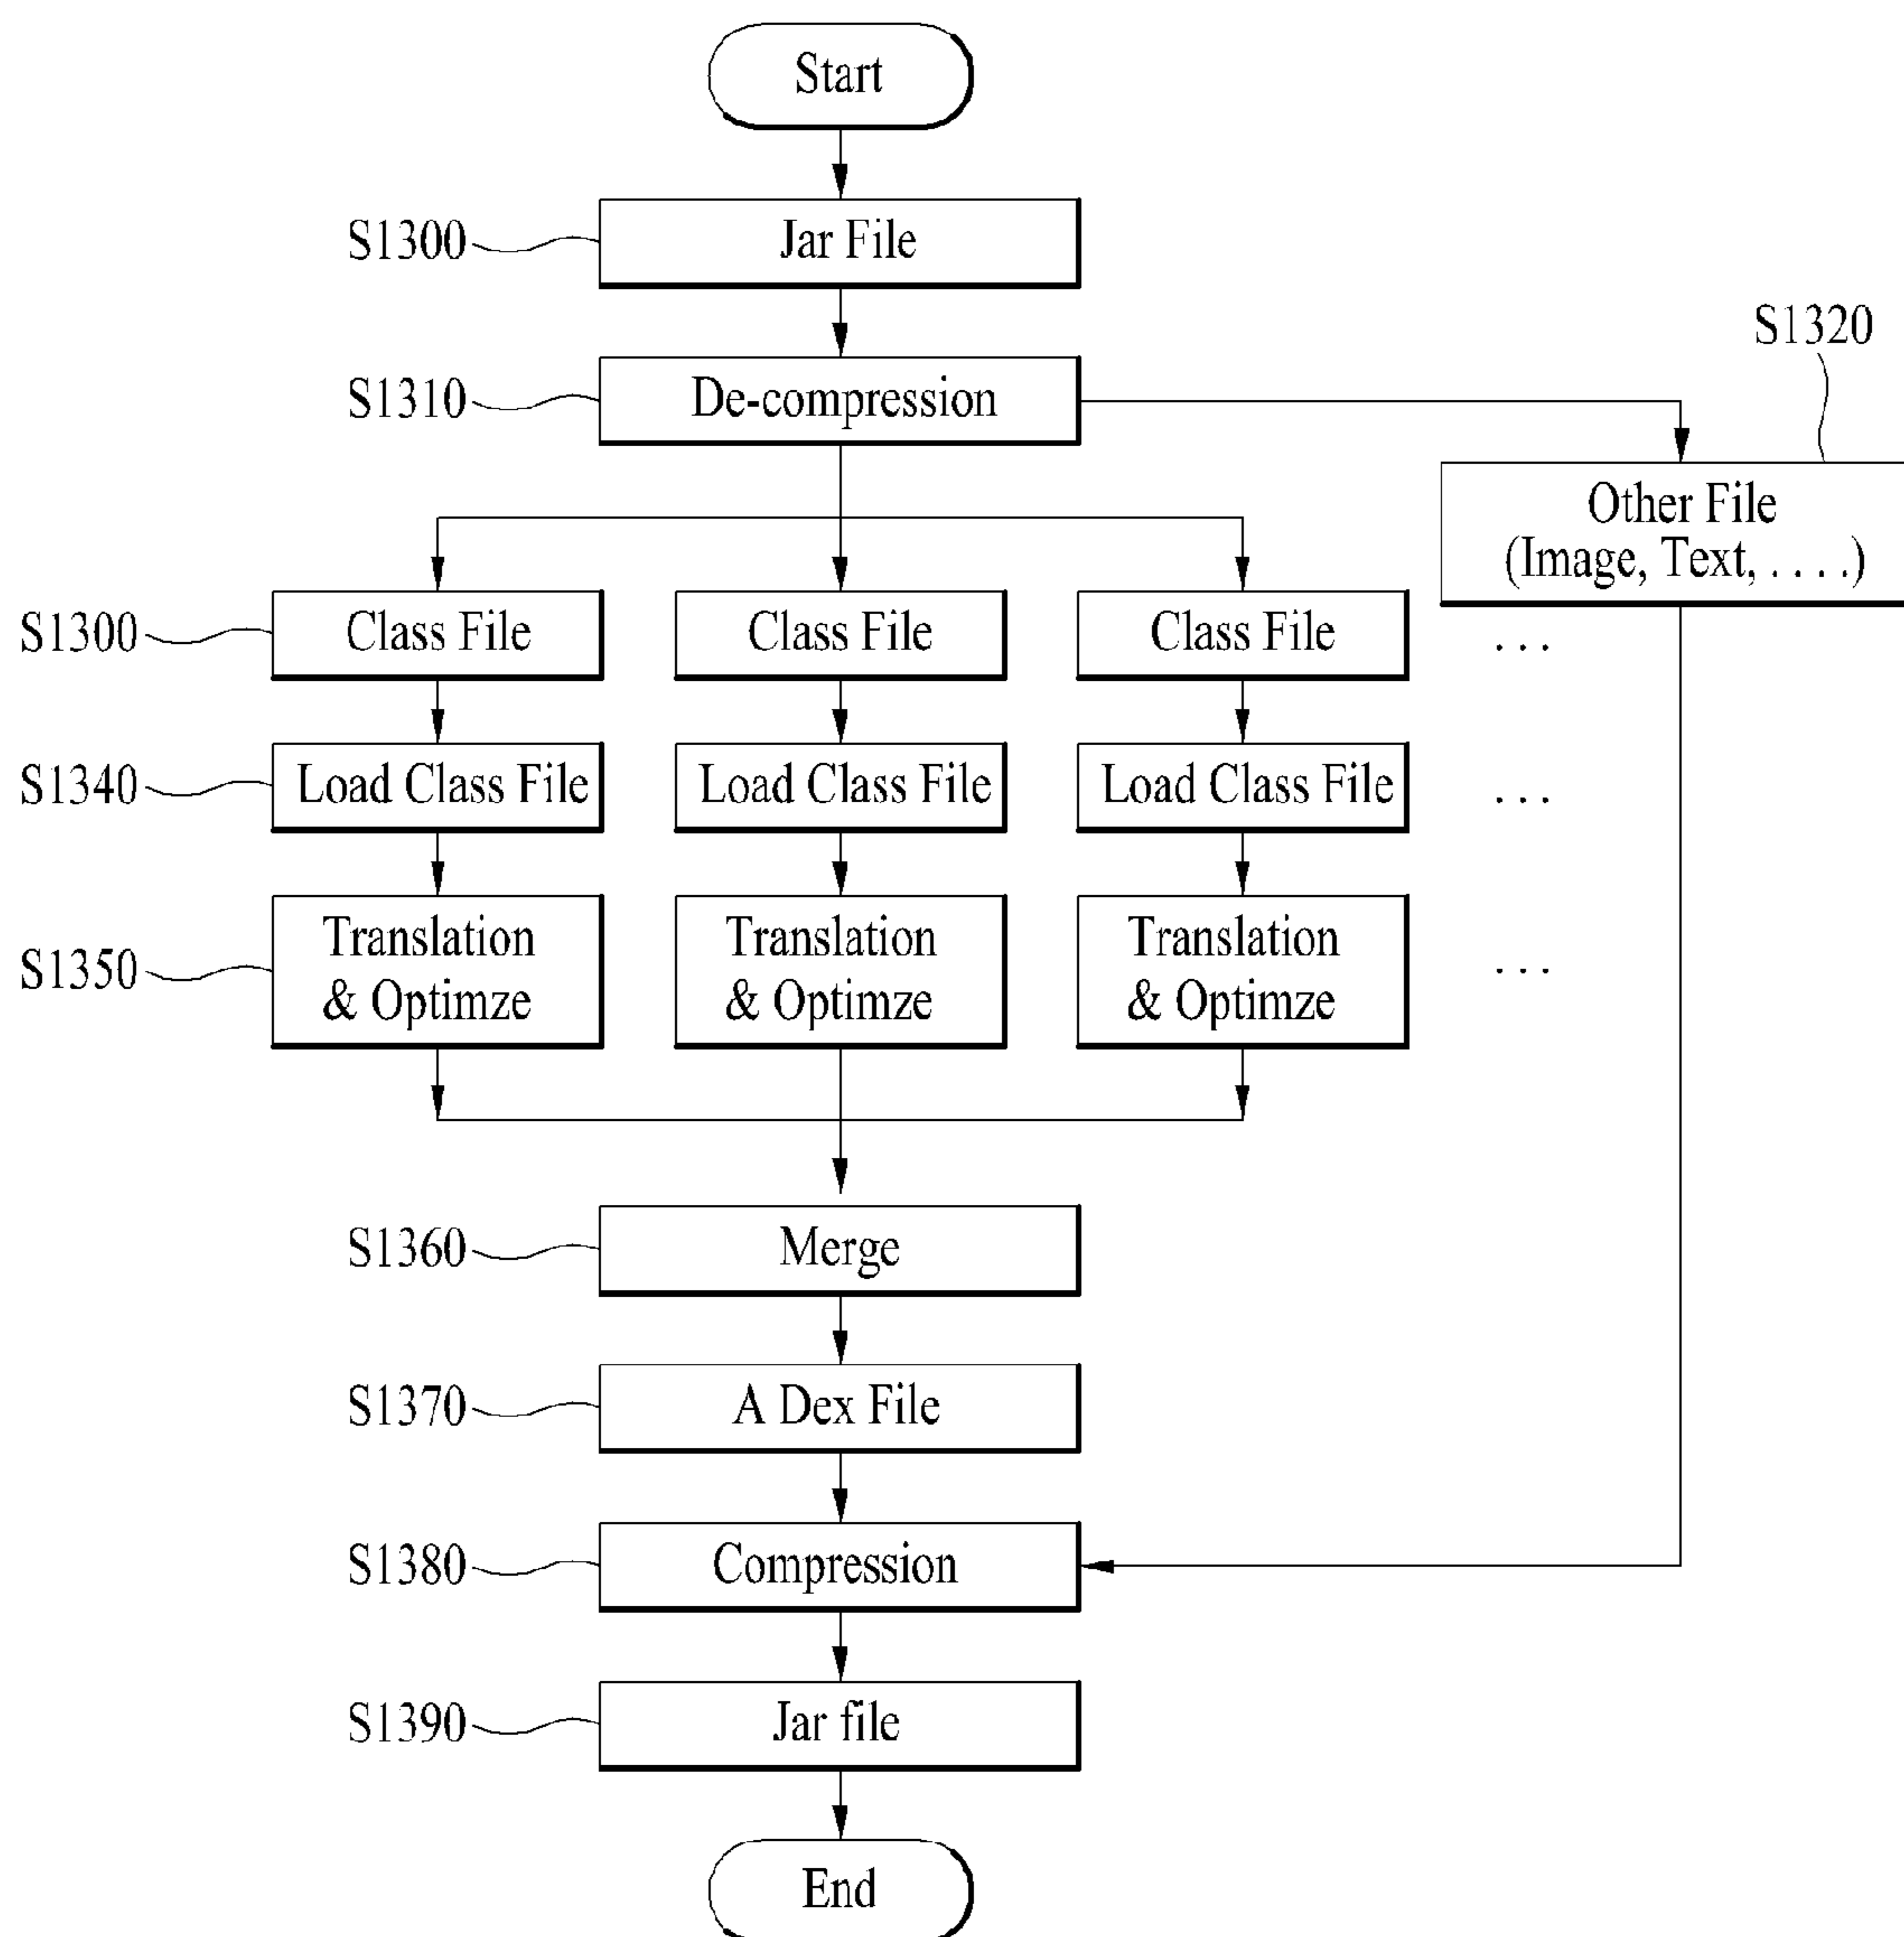 Start
S1300 Jar File
S1320
S1310 De-compression
Other File
(Image, Text, . . . .)
S1300 Class File Class File Class File . . .
S1340 Load Class File Load Class File Load Class File . . .
Translation Translation Translation
S1350 & Optimze & Optimze & Optimze . . .
S1360 Merge
S1370 A Dex File
S1380 Compression
S1390 Jar file
End